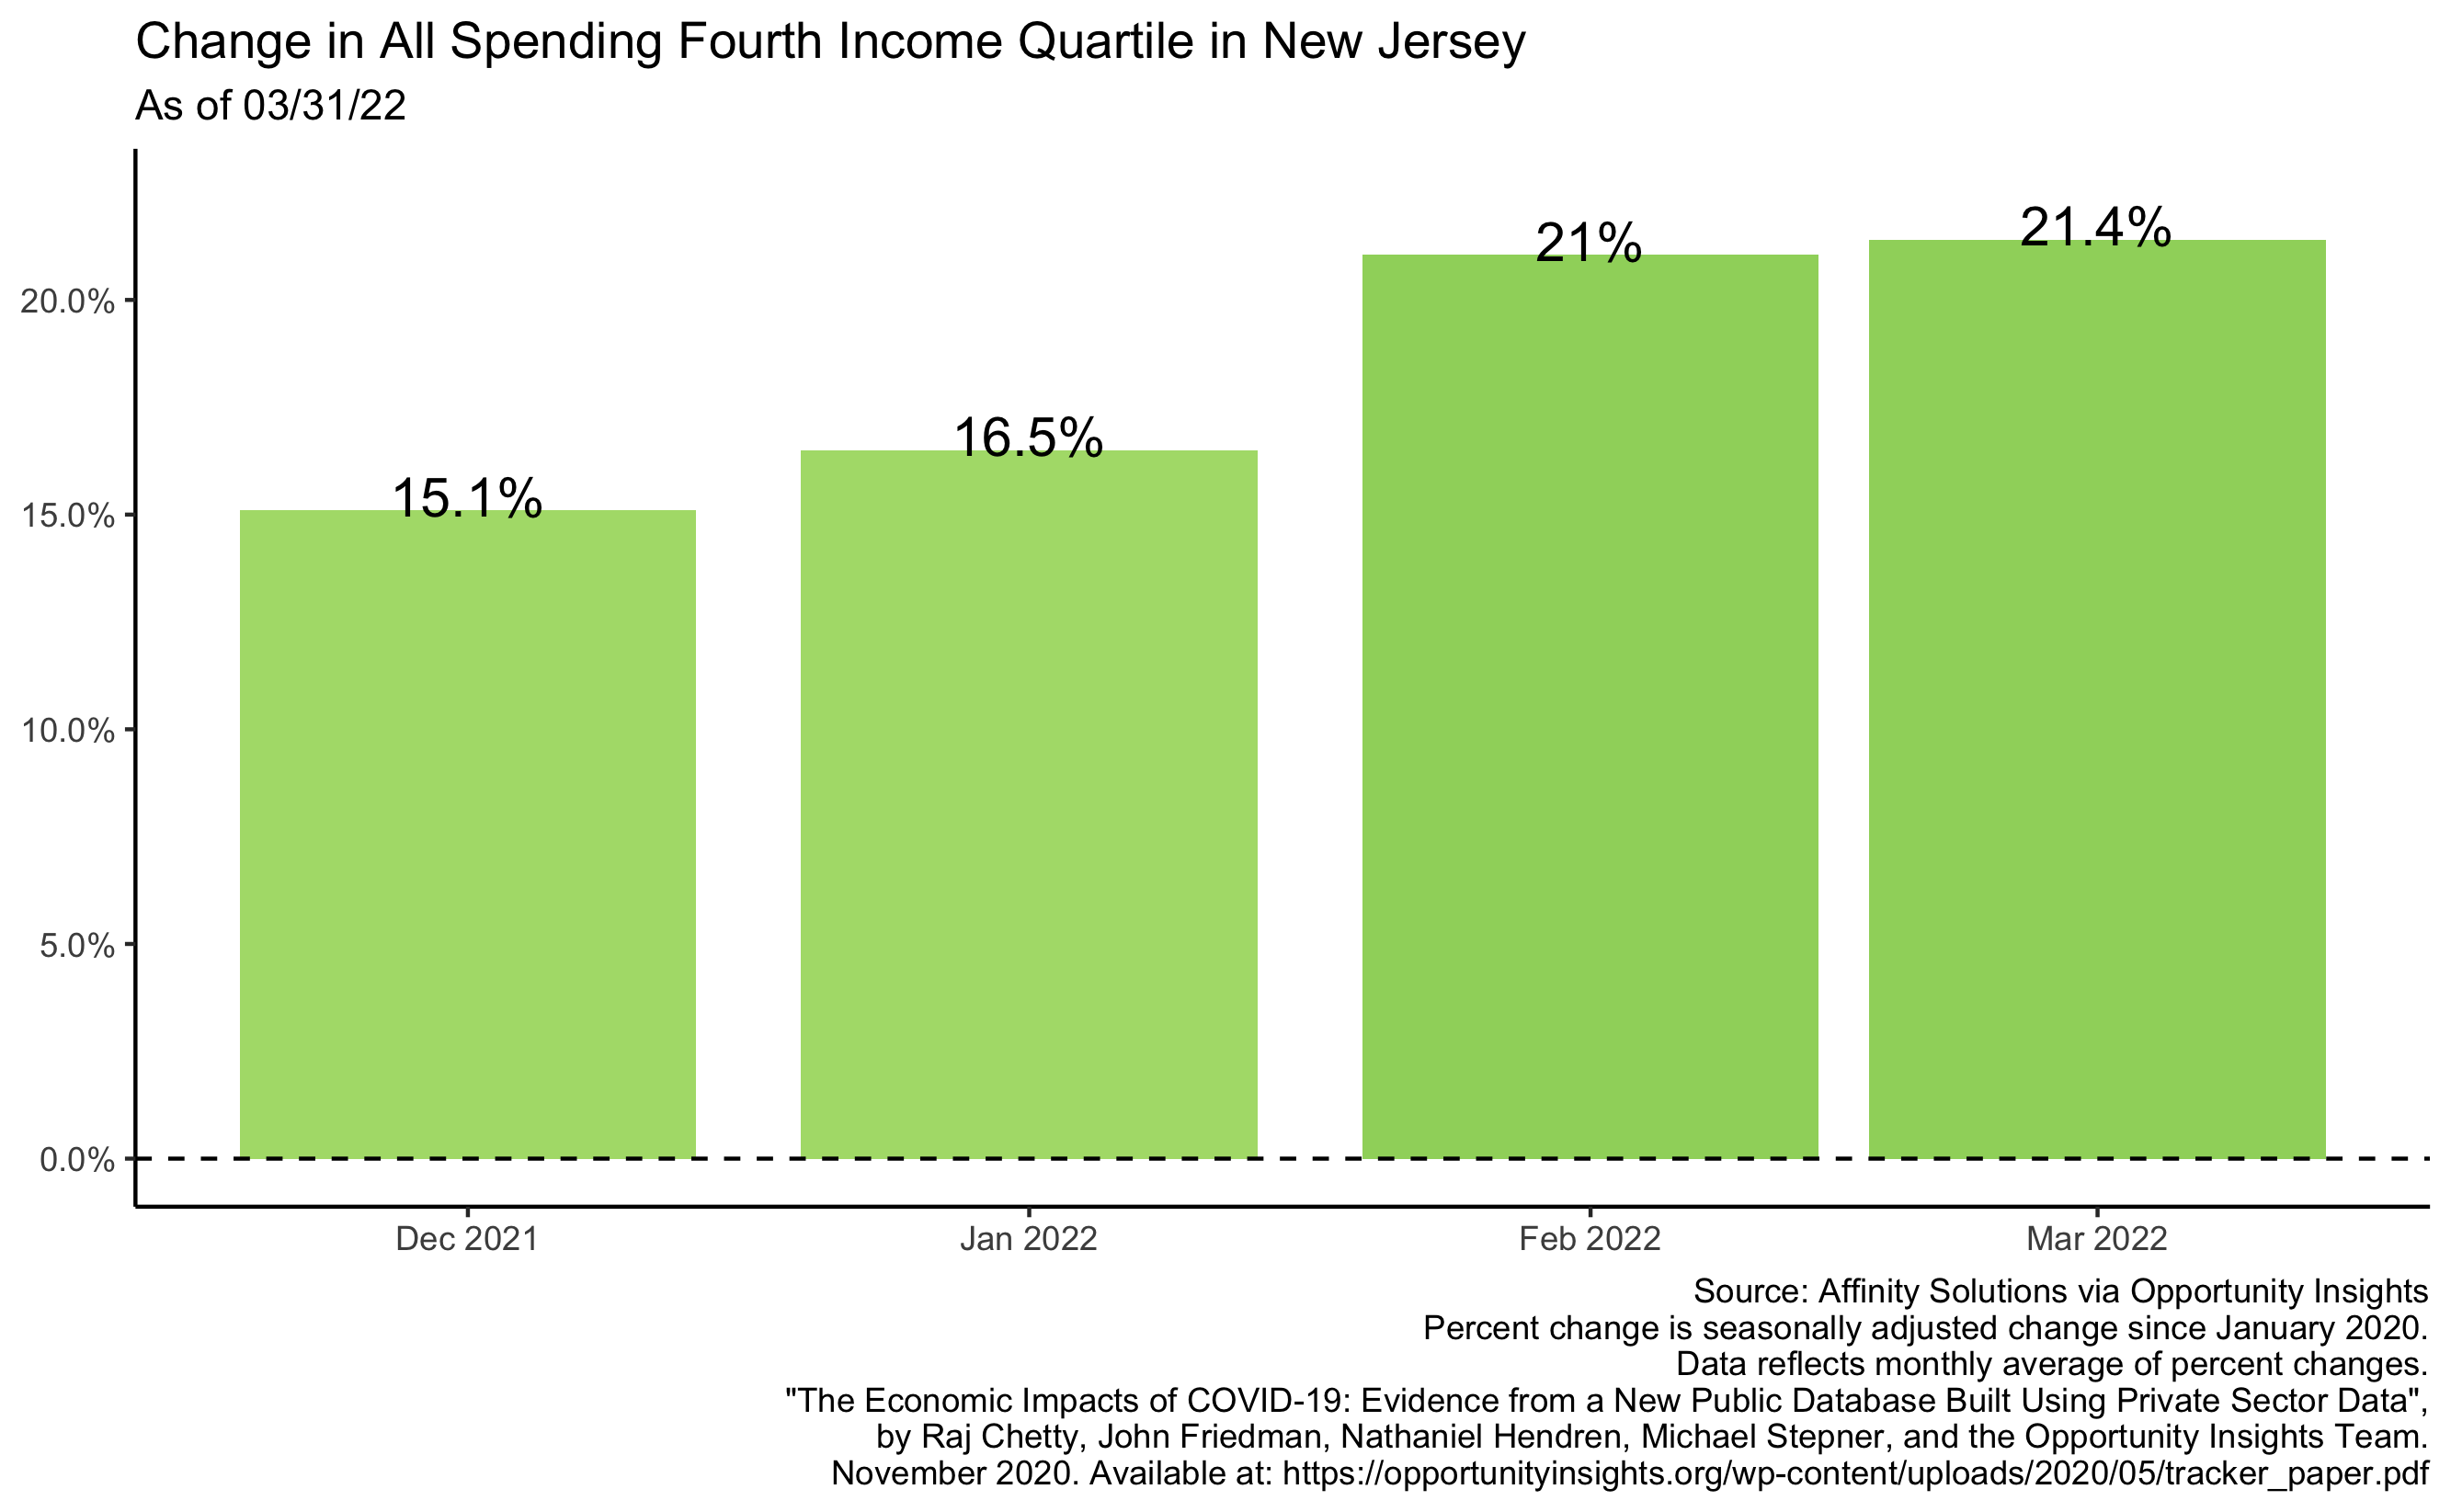 Change in All Spending Fourth Income Quartile in New Jersey
As of 03/31/22
20.0%
15.0%
10.0%
5.0%
0.0%
15.1%
16.5%
21%
21.4%
Dec 2021
Jan 2022
Feb 2022
Mar 2022
Source: Affinity Solutions via Opportunity Insights
Percent change is seasonally adjusted change since January 2020.
Data reflects monthly average of percent changes.
"The Economic Impacts of COVID-19: Evidence from a New Public Database Built Using Private Sector Data",
by Raj Chetty, John Friedman, Nathaniel Hendren, Michael Stepner, and the Opportunity Insights Team.
November 2020. Available at: https://opportunityinsights.org/wp-content/uploads/2020/05/tracker_paper.pdf